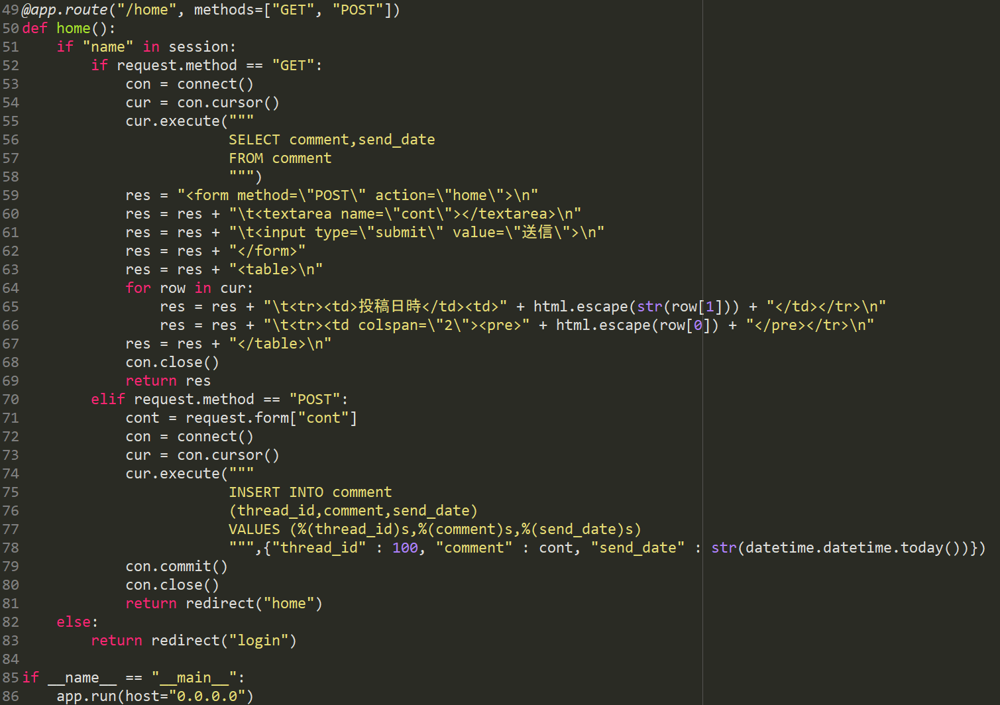 49 @app.route("/home", methods=["GET", "POST"])
50 def home():
51     if "name" in session:
52         if request.method == "GET":
53             con = connect()
54             cur = con.cursor()
55             cur.execute("""
56                         SELECT comment,send_date
57                         FROM comment
58                         """)
59             res = "<form method=\"POST\" action=\"home\">\n"
60             res = res + "\t<textarea name=\"cont\"></textarea>\n"
61             res = res + "\t<input type=\"submit\" value=\"送信\">\n"
62             res = res + "</form>"
63             res = res + "<table>\n"
64             for row in cur:
65                 res = res + "\t<tr><td>投稿日時</td><td>" + html.escape(str(row[1])) + "</td></tr>\n"
66                 res = res + "\t<tr><td colspan=\"2\"><pre>" + html.escape(row[0]) + "</pre></tr>\n"
67             res = res + "</table>\n"
68             con.close()
69             return res
70         elif request.method == "POST":
71             cont = request.form["cont"]
72             con = connect()
73             cur = con.cursor()
74             cur.execute("""
75                         INSERT INTO comment
76                         (thread_id,comment,send_date)
77                         VALUES (%(thread_id)s,%(comment)s,%(send_date)s)
78                         """,{"thread_id" : 100, "comment" : cont, "send_date" : str(datetime.datetime.today())})
79             con.commit()
80             con.close()
81             return redirect("home")
82     else:
83         return redirect("login")
84
85 if __name__ == "__main__":
86     app.run(host="0.0.0.0")